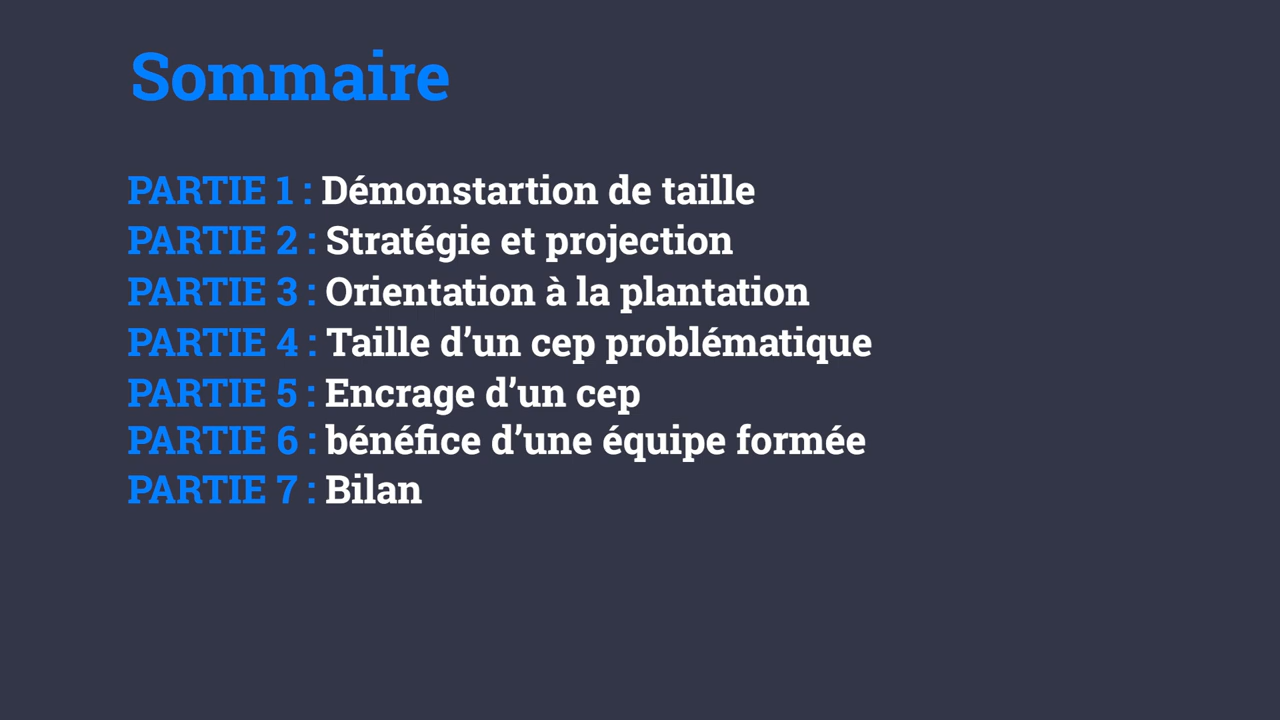 Sommaire
PARTIE 1 : Démonstartion de taille
PARTIE 2 : Stratégie et projection
PARTIE 3 : Orientation à la plantation
PARTIE 4 : Taille d’un cep problématique
PARTIE 5 : Encrage d’un cep
PARTIE 6 : bénéfice d’une équipe formée
PARTIE 7 : Bilan